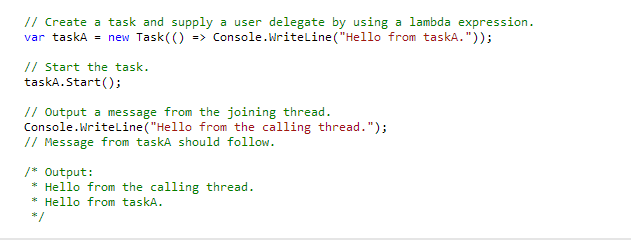 // Create a task and supply a user delegate by using a lambda expression.
var taskA = new Task(() => Console.WriteLine("Hello from taskA."));
// Start the task.
taskA.Start();
// Output a message from the joining thread.
Console.WriteLine("Hello from the calling thread.");
// Message from taskA should follow.
/* Output:
* Hello from the calling thread.
* Hello from taskA.
*/